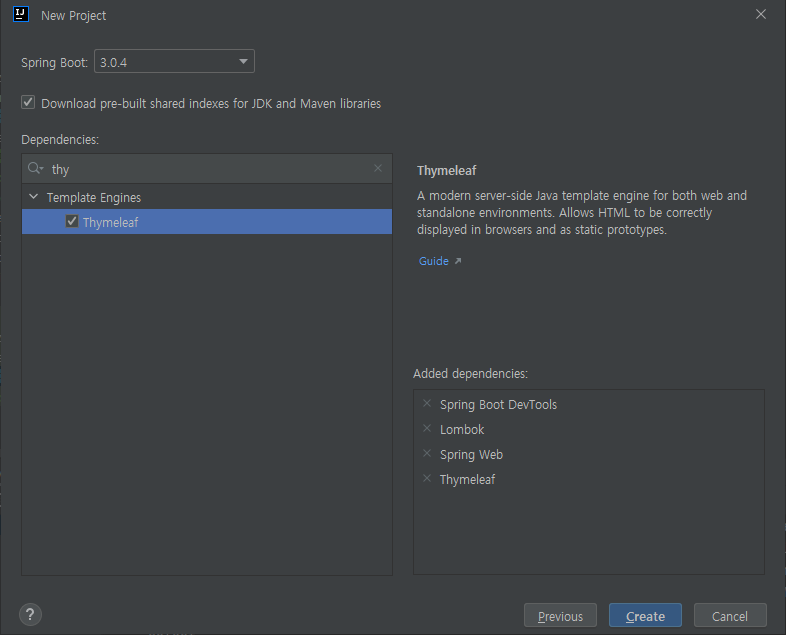 IJ
New Project
Spring Boot: 3.0.4
Download pre-built shared indexes for JDK and Maven libraries
Dependencies:
thy
Template Engines
Thymeleaf
Thymeleaf
A modern server-side Java template engine for both web and
standalone environments. Allows HTML to be correctly
displayed in browsers and as static prototypes.
Guide
Added dependencies:
Spring Boot DevTools
Lombok
Spring Web
Thymeleaf
?
Previous
Create
Cancel